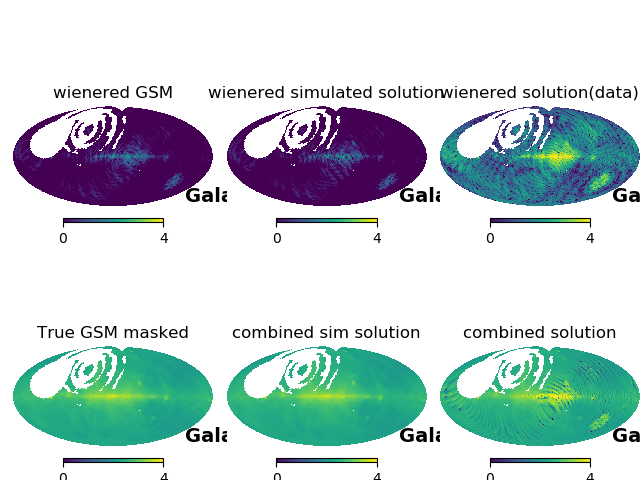 wienered GSM
wienered simulated solution
wienered solution(data)
Gala
Gala
Ga
0 4
0 4
0 4
True GSM masked
combined sim solution
combined solution
Gala
Gala
Ga
0 4
0 4
0 4